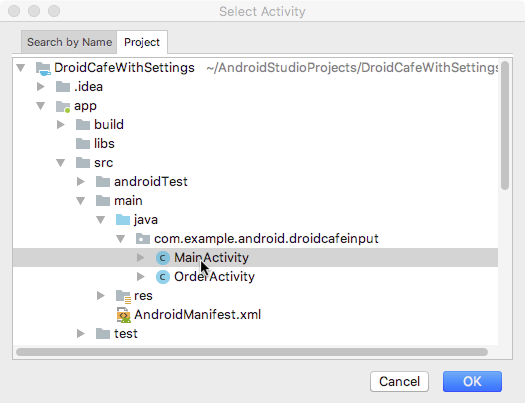 Select Activity
Search by Name Project
DroidCafeWithSettings ~/AndroidStudioProjects/DroidCafeWithSettings
.idea
app
build
libs
src
androidTest
main
java
com.example.android.droidcafeinput
C MainActivity
C OrderActivity
res
AndroidManifest.xml
test
Cancel OK